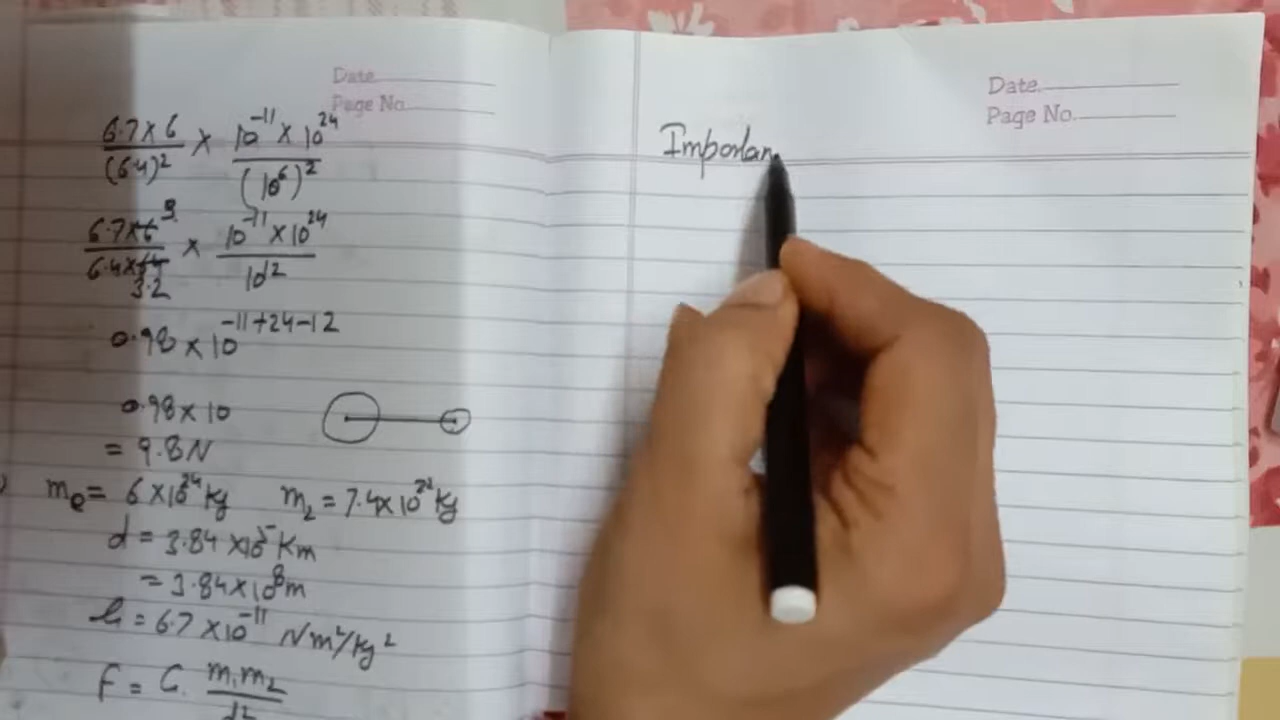 Date
Page No.
6.7 × 6 / (6.4)² × 10⁻¹¹ × 10²⁴ / (10⁶)²
6.7 × 6 3 / 6.4 × 6.4 3.2 × 10⁻¹¹ × 10²⁴ / 10¹²
0.98 × 10⁻¹¹⁺²⁴⁻¹²
0.98 × 10
= 9.8 N
mₑ = 6 × 10²⁴ kg m₂ = 7.4 × 10²² kg
d = 3.84 × 10⁵ Km
= 3.84 × 10⁸ m
G = 6.7 × 10⁻¹¹ Nm²/kg²
F = G. m₁m₂ / d²
Date.
Page No.
Importan